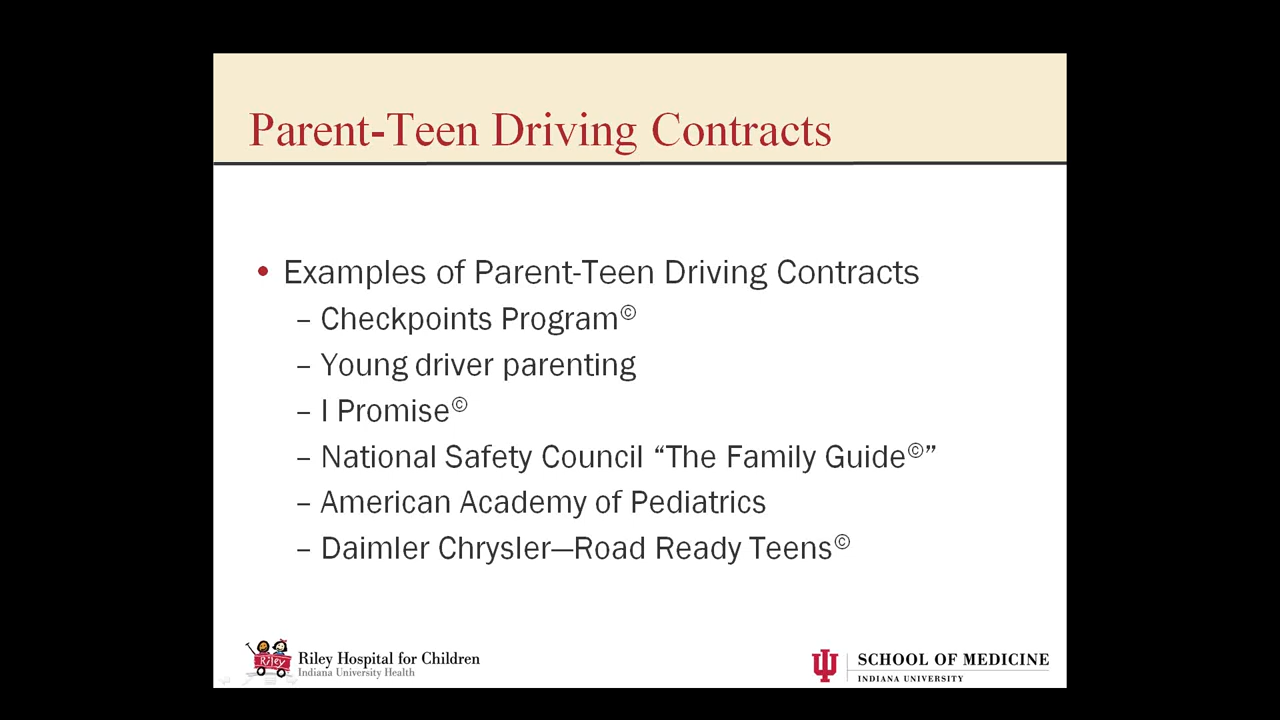 Parent-Teen Driving Contracts
• Examples of Parent-Teen Driving Contracts
– Checkpoints Program©
– Young driver parenting
– I Promise©
– National Safety Council “The Family Guide©”
– American Academy of Pediatrics
– Daimler Chrysler—Road Ready Teens©
Riley
Riley Hospital for Children
Indiana University Health
SCHOOL OF MEDICINE
INDIANA UNIVERSITY